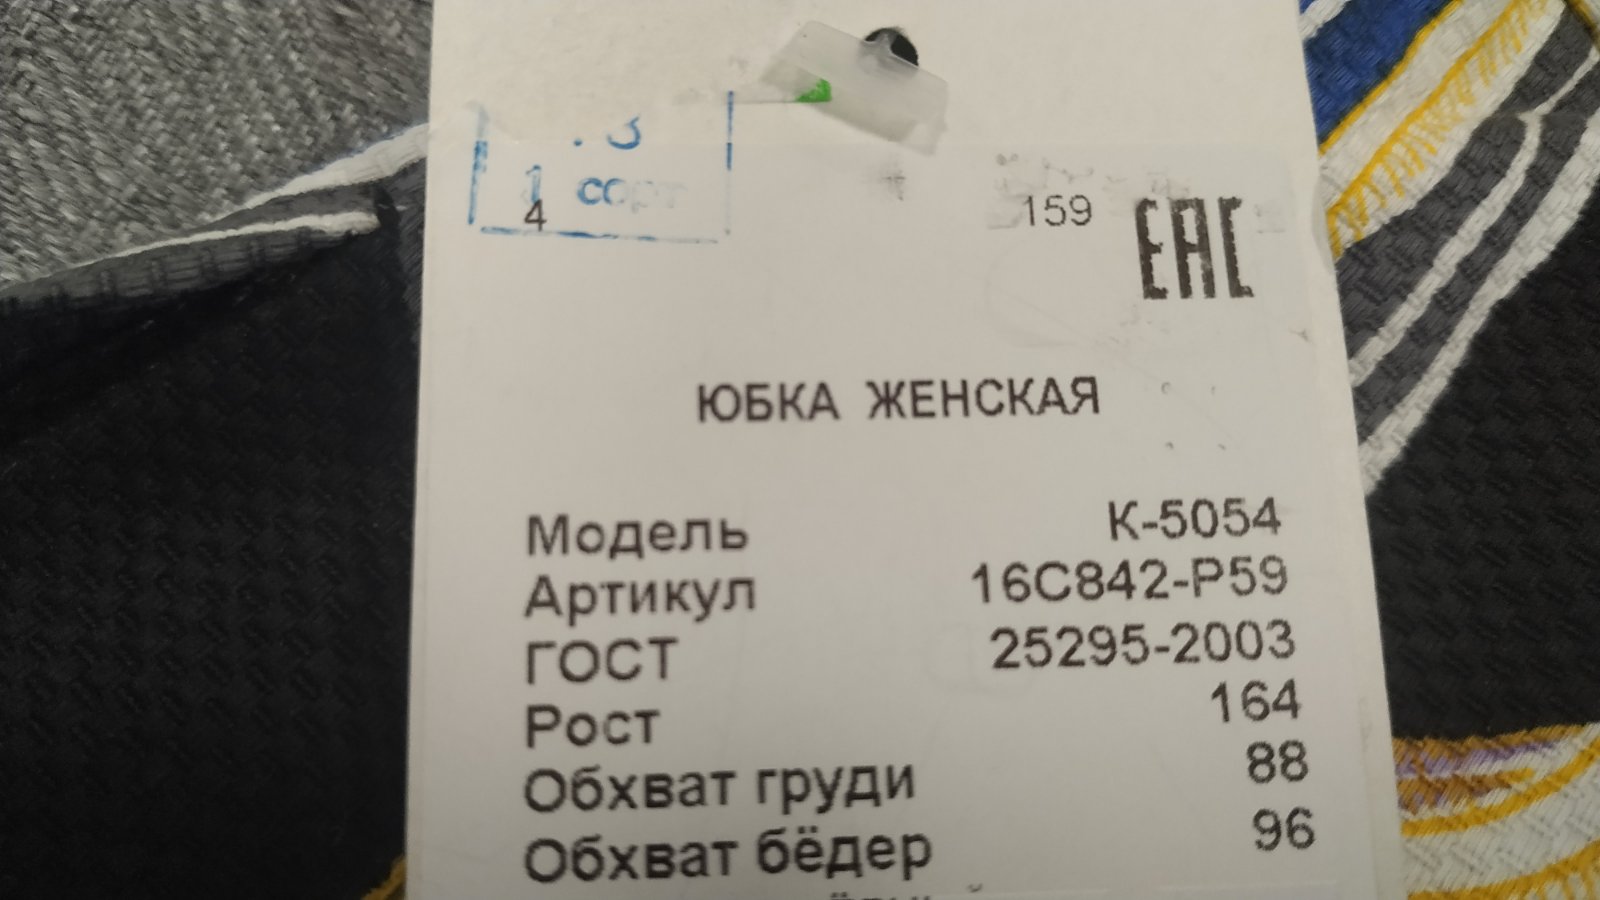 1 сорт
4 159 ЕАС
ЮБКА ЖЕНСКАЯ
Модель К-5054
Артикул 16С842-Р59
ГОСТ 25295-2003
Рост 164
Обхват груди 88
Обхват бёдер 96